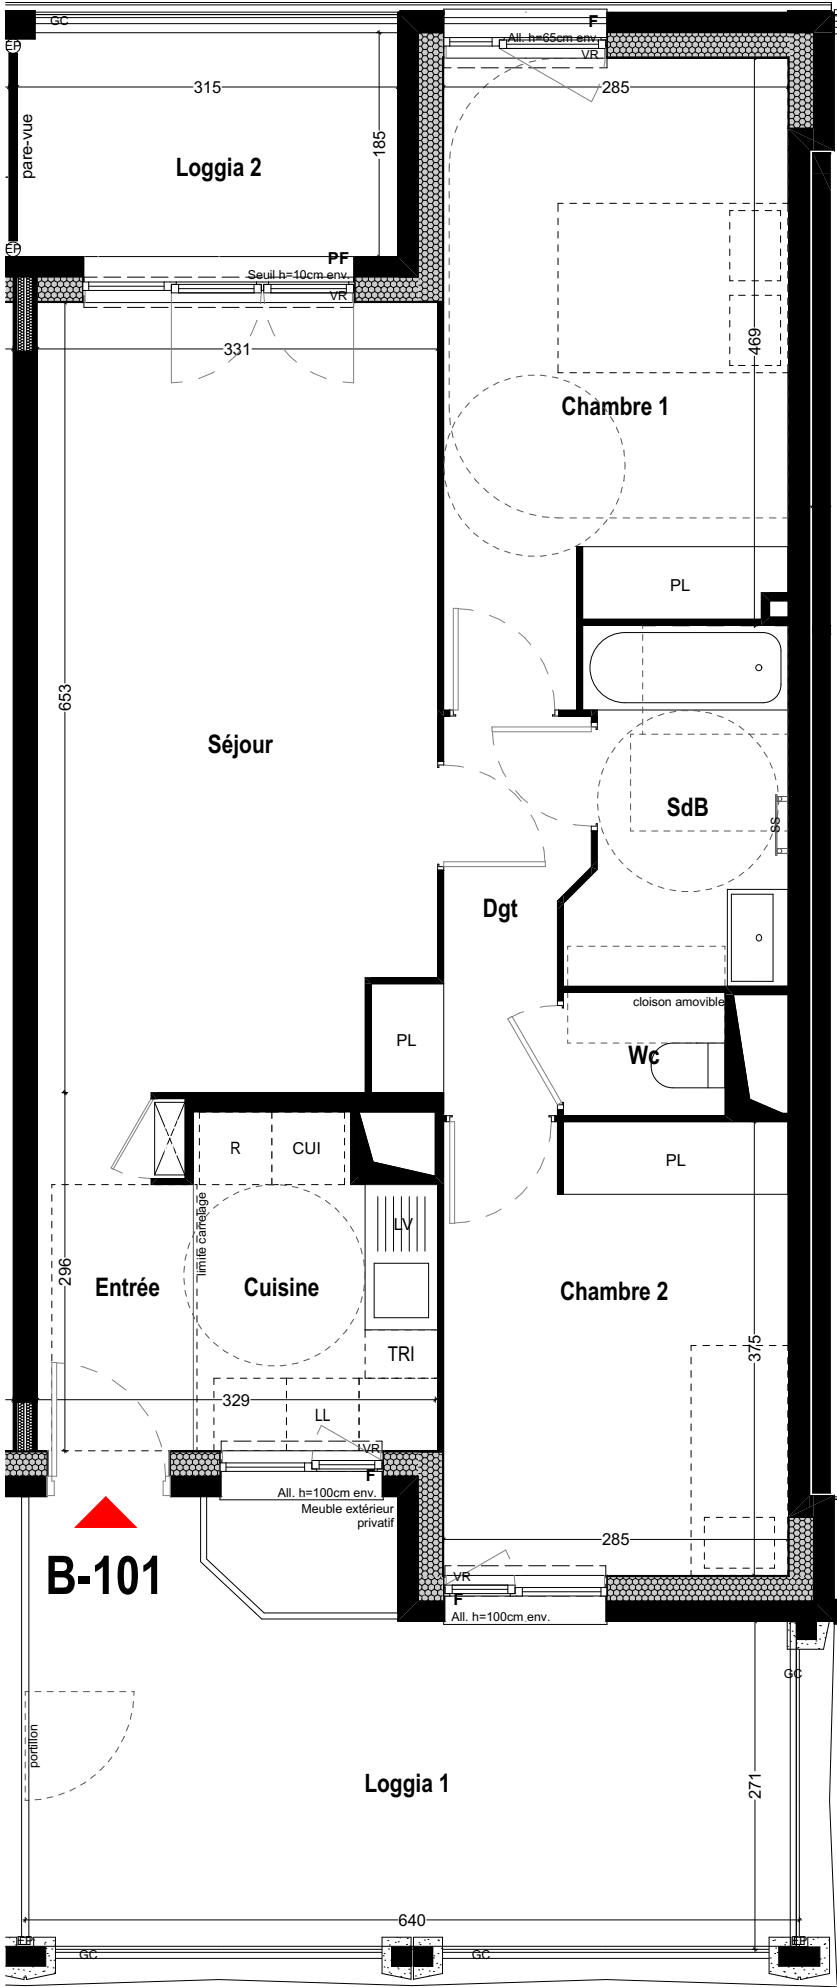 GC
F
All. h=65cm env.
VR
EP
315
285
pare-vue
185
Loggia 2
EP
PF
Seuil h=10cm env.
VR
331
469
Chambre 1
PL
653
Séjour
SdB
SS
Dgt
cloison amovible
PL
Wc
R
CUI
PL
limite carrelage
LV
296
Entrée
Cuisine
Chambre 2
TRI
375
329
LL
VR
F
All. h=100cm env.
Meuble extérieur
privatif
285
B-101
VR
F
All. h=100cm env.
GC
portillon
Loggia 1
271
640
EP
EP
GC
GC